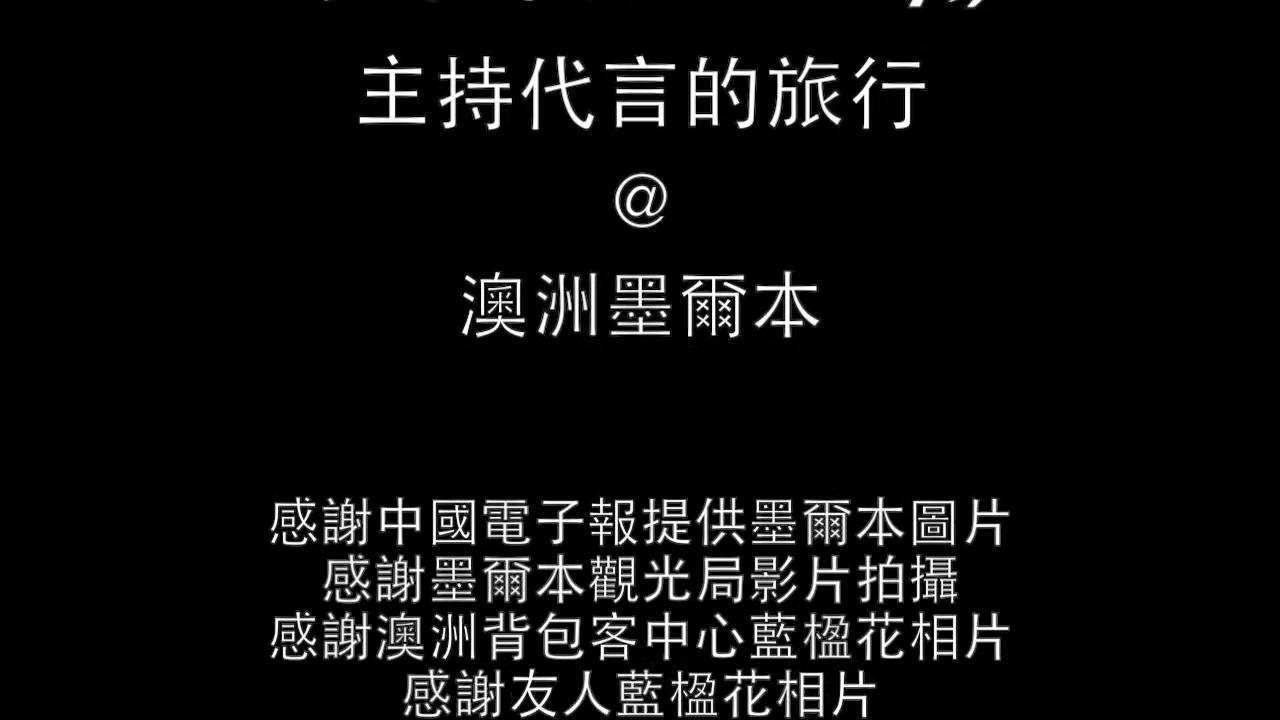 主持代言的旅行
@
澳洲墨爾本
感謝中國電子報提供墨爾本圖片
感謝墨爾本觀光局影片拍攝
感謝澳洲背包客中心藍楹花相片
感謝友人藍楹花相片